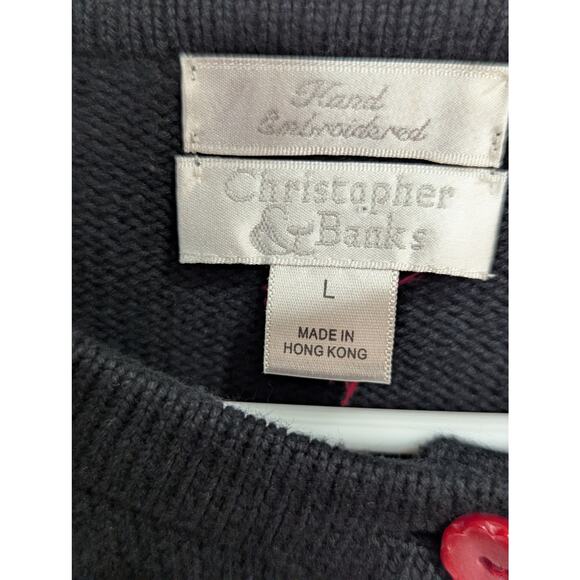 Hand
Embroidered
Christopher
& Banks
L
MADE IN
HONG KONG